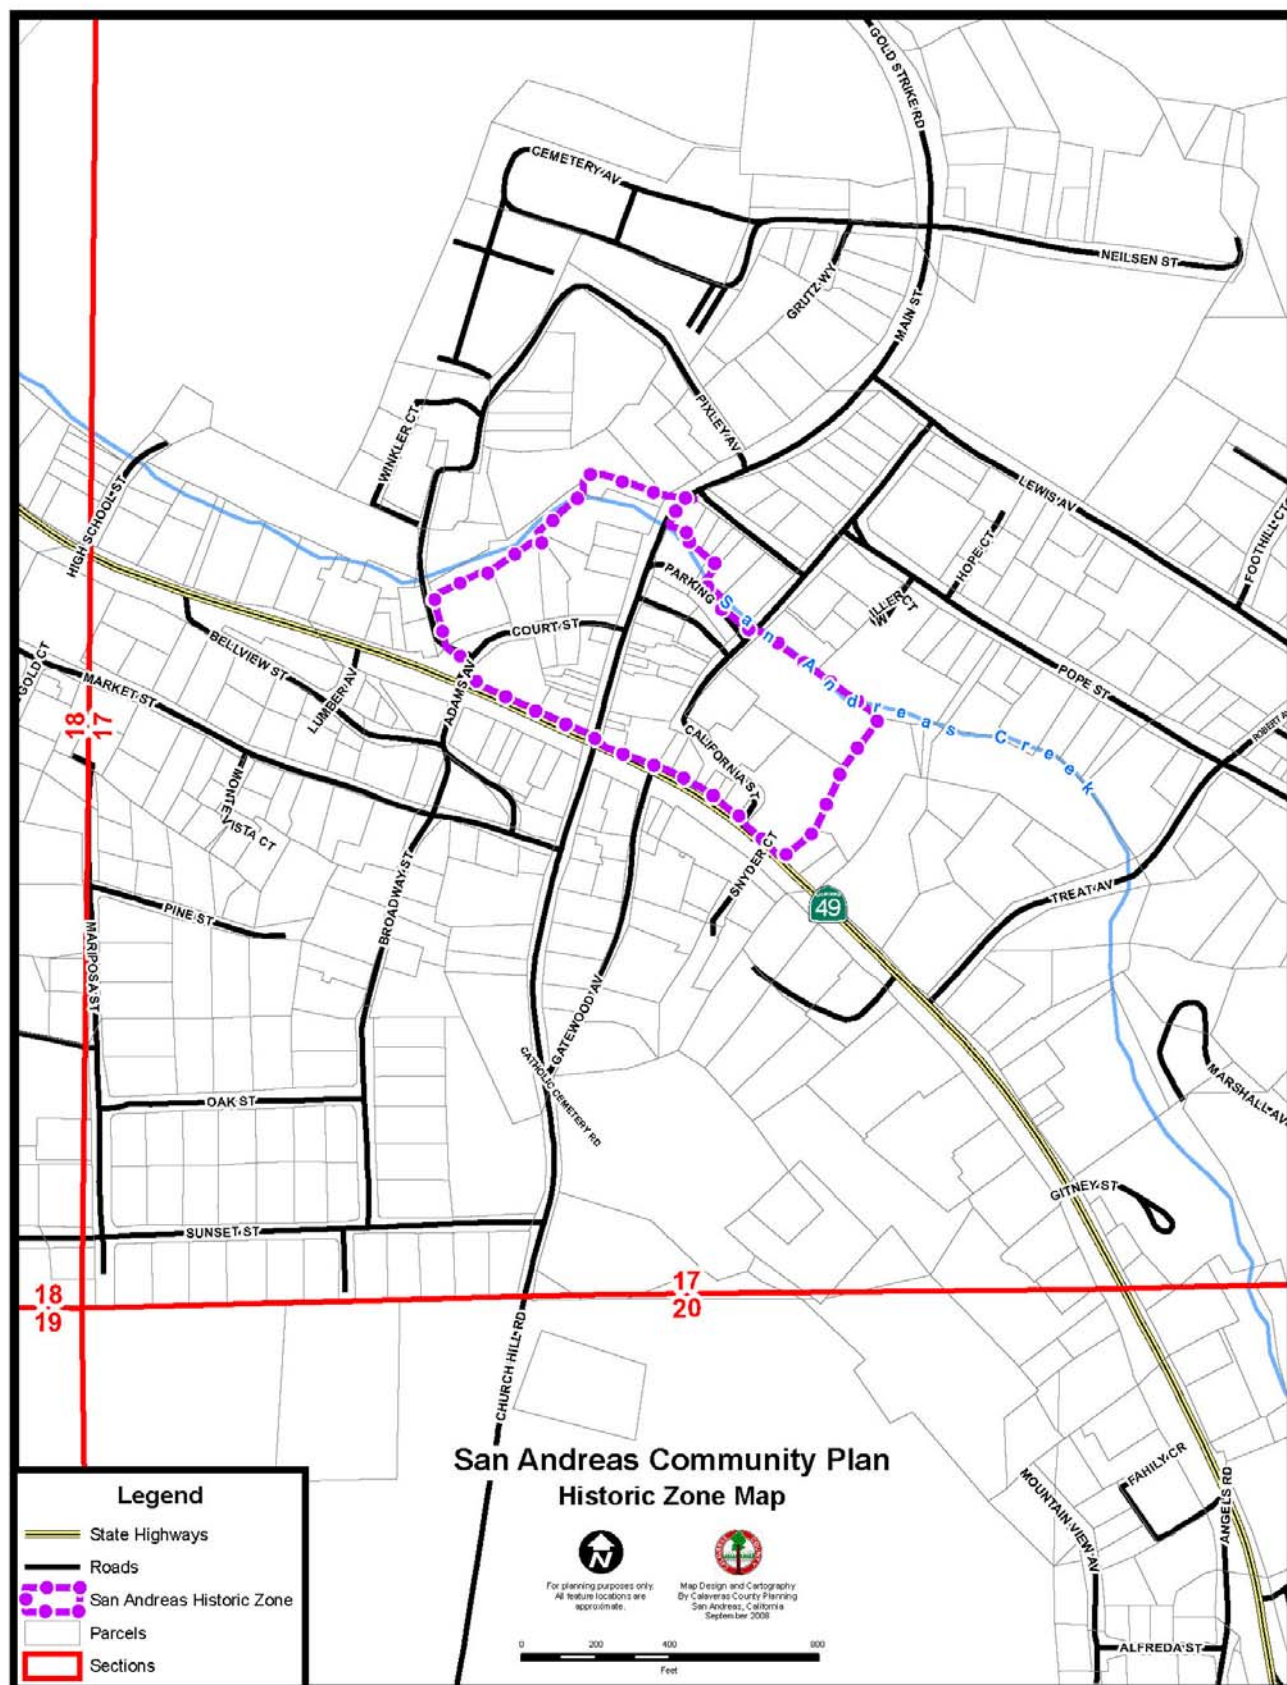 GOLD STRIKE RD
CEMETERY AV
NEILSEN ST
GRUTZ WY
MAIN ST
PIXLEY AV
WINKLER CT
LEWIS AV
HIGH SCHOOL ST
FOOTHILL CT
HOPE CT
PARKING
MILLER CT
San Andreas Creek
COURT ST
BELLVIEW ST
GOLD CT
MARKET ST
LUMBER AV
ADAMS AV
POPE ST
18
17
CALIFORNIA ST
ROBERT A
MONTE VISTA CT
SNYDER CT
49
TREAT AV
BROADWAY ST
PINE ST
MARIPOSA ST
GATEWOOD AV
CATHOLIC CEMETERY RD
MARSHALL AV
OAK ST
GITNEY ST
SUNSET ST
18
19
17
20
CHURCH HILL RD
San Andreas Community Plan
Historic Zone Map
FAHILY CR
MOUNTAIN VIEW AV
ANGELS RD
ALFREDA ST
N
For planning purposes only.
All feature locations are
approximate.
Map Design and Cartography
By Calaveras County Planning
San Andreas, California
September 2008
0 200 400 800
Feet
Legend
State Highways
Roads
San Andreas Historic Zone
Parcels
Sections